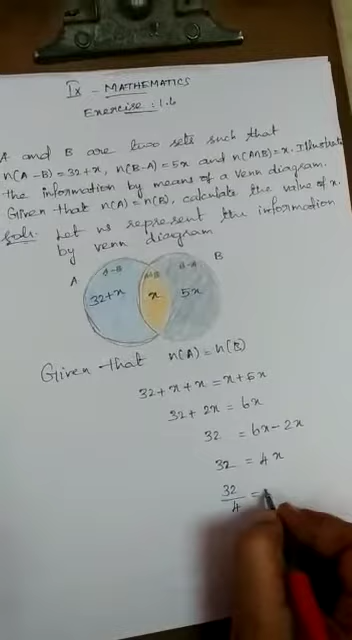 IX - MATHEMATICS
Exercise : 1.6
A and B are two sets such that
n(A-B) = 32+x, n(B-A) = 5x and n(A∩B) = x. Illustrate
the information by means of a venn diagram.
Given that n(A) = n(B), calculate the value of x.
Soln. Let us represent the information
by venn diagram
A B
A-B A∩B B-A
32+x x 5x
Given that n(A) = n(B)
32+x+x = x+5x
32+2x = 6x
32 = 6x-2x
32 = 4x
32/4 =